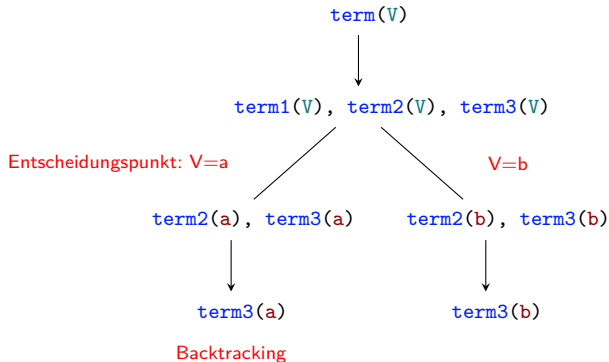 term(V)
term1(V), term2(V), term3(V)
Entscheidungspunkt: V=a
V=b
term2(a), term3(a)
term2(b), term3(b)
term3(a)
term3(b)
Backtracking